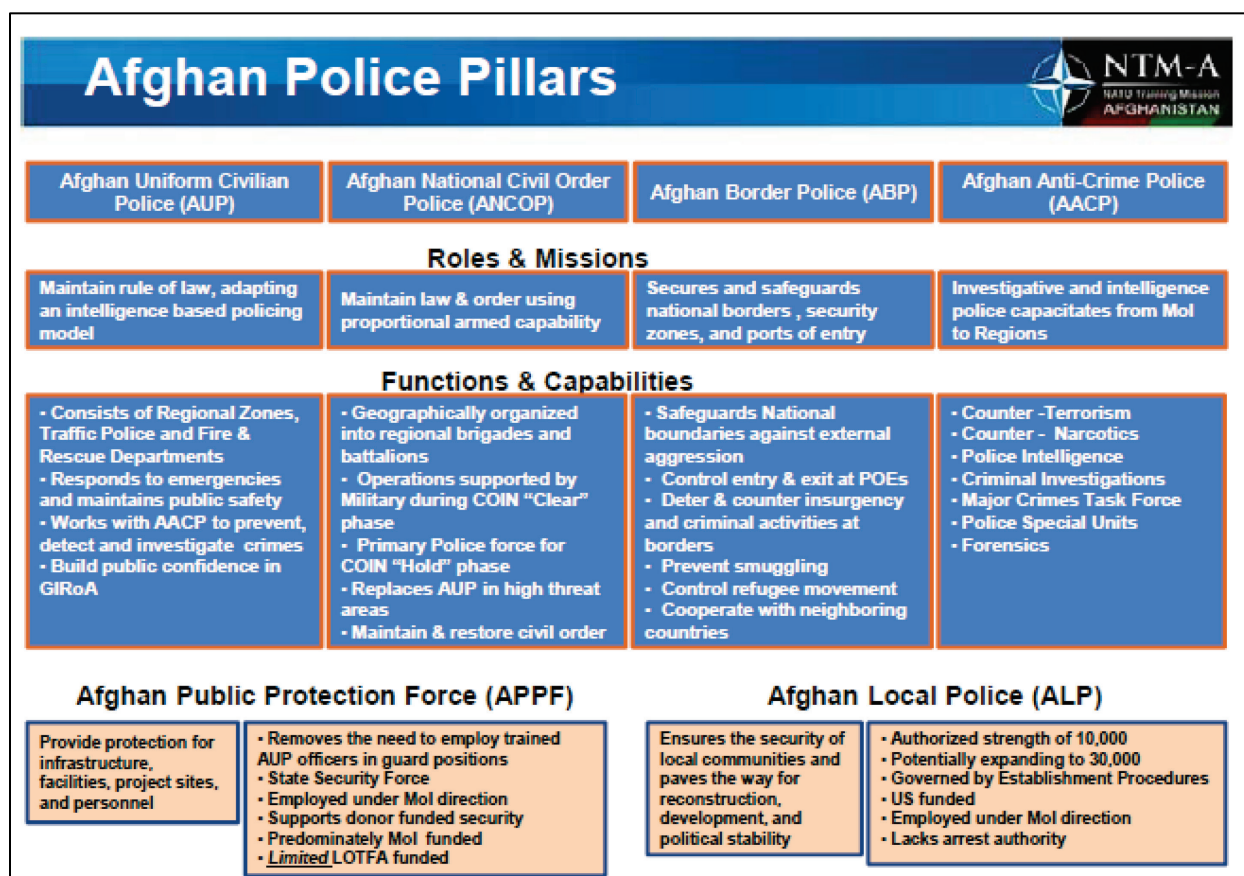 Afghan Police Pillars
NTM-A
NATO Training Mission
AFGHANISTAN
Afghan Uniform Civilian
Police (AUP)
Afghan National Civil Order
Police (ANCOP)
Afghan Border Police (ABP)
Afghan Anti-Crime Police
(AACP)
Roles & Missions
Maintain rule of law, adapting
an intelligence based policing
model
Maintain law & order using
proportional armed capability
Secures and safeguards
national borders , security
zones, and ports of entry
Investigative and intelligence
police capacitates from MoI
to Regions
Functions & Capabilities
▪ Consists of Regional Zones,
Traffic Police and Fire &
Rescue Departments
▪ Responds to emergencies
and maintains public safety
▪ Works with AACP to prevent,
detect and investigate crimes
▪ Build public confidence in
GIRoA
▪ Geographically organized
into regional brigades and
battalions
▪ Operations supported by
Military during COIN “Clear”
phase
▪ Primary Police force for
COIN “Hold” phase
▪ Replaces AUP in high threat
areas
▪ Maintain & restore civil order
▪ Safeguards National
boundaries against external
aggression
▪ Control entry & exit at POEs
▪ Deter & counter insurgency
and criminal activities at
borders
▪ Prevent smuggling
▪ Control refugee movement
▪ Cooperate with neighboring
countries
▪ Counter -Terrorism
▪ Counter - Narcotics
▪ Police Intelligence
▪ Criminal Investigations
▪ Major Crimes Task Force
▪ Police Special Units
▪ Forensics
Afghan Public Protection Force (APPF)
Provide protection for
infrastructure,
facilities, project sites,
and personnel
▪ Removes the need to employ trained
AUP officers in guard positions
▪ State Security Force
▪ Employed under MoI direction
▪ Supports donor funded security
▪ Predominately MoI funded
▪ Limited LOTFA funded
Afghan Local Police (ALP)
Ensures the security of
local communities and
paves the way for
reconstruction,
development, and
political stability
▪ Authorized strength of 10,000
▪ Potentially expanding to 30,000
▪ Governed by Establishment Procedures
▪ US funded
▪ Employed under MoI direction
▪ Lacks arrest authority